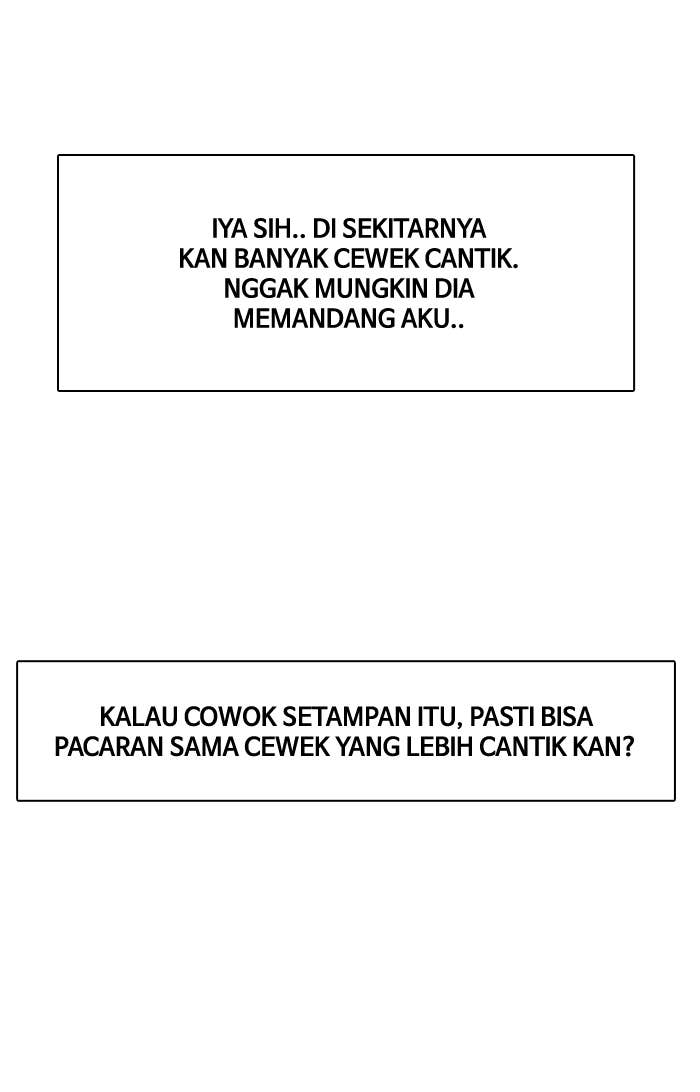 IYA SIH.. DI SEKITARNYA
KAN BANYAK CEWEK CANTIK.
NGGAK MUNGKIN DIA
MEMANDANG AKU..
KALAU COWOK SETAMPAN ITU, PASTI BISA
PACARAN SAMA CEWEK YANG LEBIH CANTIK KAN?